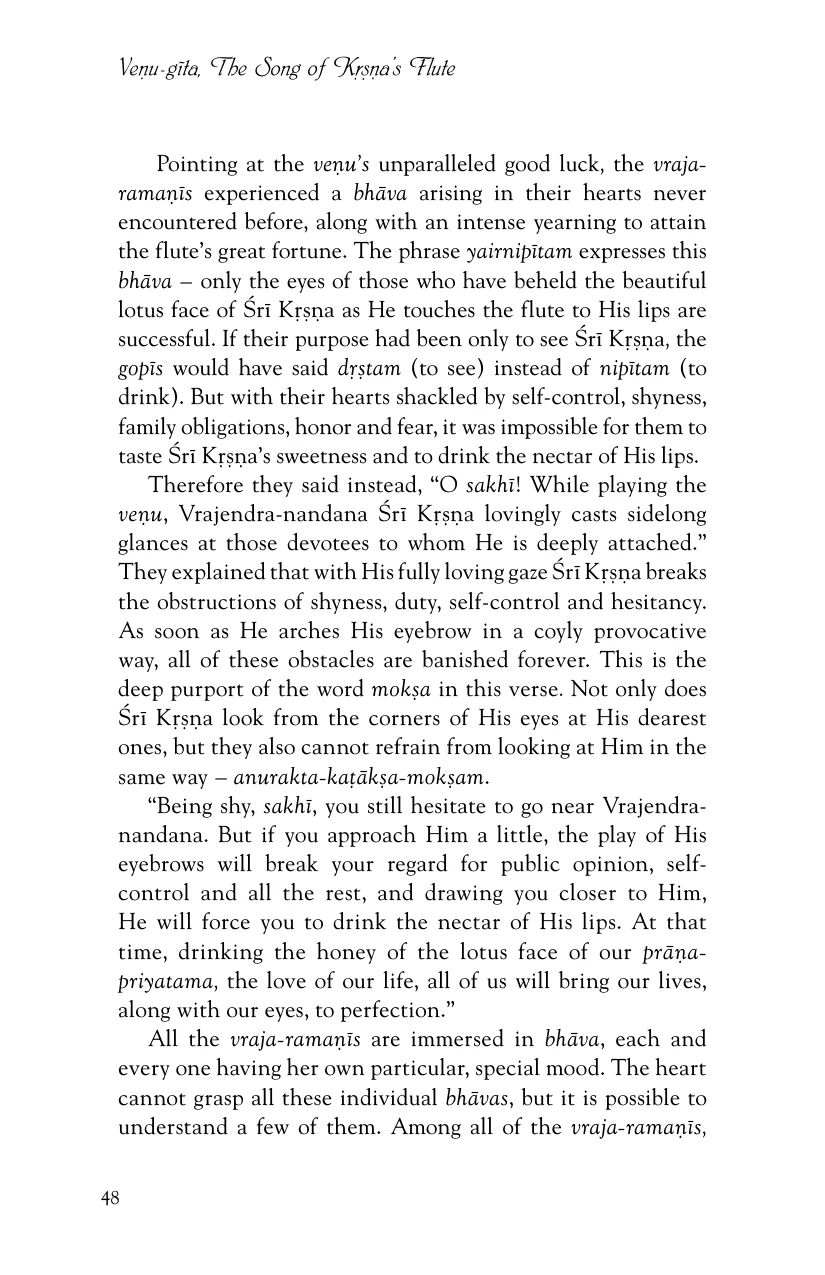 Veṇu-gīta, The Song of Kṛṣṇa's Flute
Pointing at the veṇu's unparalleled good luck, the vraja-
ramaṇīs experienced a bhāva arising in their hearts never
encountered before, along with an intense yearning to attain
the flute's great fortune. The phrase yairnipītam expresses this
bhāva – only the eyes of those who have beheld the beautiful
lotus face of Śrī Kṛṣṇa as He touches the flute to His lips are
successful. If their purpose had been only to see Śrī Kṛṣṇa, the
gopīs would have said dṛṣtam (to see) instead of nipītam (to
drink). But with their hearts shackled by self-control, shyness,
family obligations, honor and fear, it was impossible for them to
taste Śrī Kṛṣṇa's sweetness and to drink the nectar of His lips.
Therefore they said instead, “O sakhī! While playing the
veṇu, Vrajendra-nandana Śrī Kṛṣṇa lovingly casts sidelong
glances at those devotees to whom He is deeply attached.”
They explained that with His fully loving gaze Śrī Kṛṣṇa breaks
the obstructions of shyness, duty, self-control and hesitancy.
As soon as He arches His eyebrow in a coyly provocative
way, all of these obstacles are banished forever. This is the
deep purport of the word mokṣa in this verse. Not only does
Śrī Kṛṣṇa look from the corners of His eyes at His dearest
ones, but they also cannot refrain from looking at Him in the
same way – anurakta-kaṭākṣa-mokṣam.
“Being shy, sakhī, you still hesitate to go near Vrajendra-
nandana. But if you approach Him a little, the play of His
eyebrows will break your regard for public opinion, self-
control and all the rest, and drawing you closer to Him,
He will force you to drink the nectar of His lips. At that
time, drinking the honey of the lotus face of our prāṇa-
priyatama, the love of our life, all of us will bring our lives,
along with our eyes, to perfection.”
All the vraja-ramaṇīs are immersed in bhāva, each and
every one having her own particular, special mood. The heart
cannot grasp all these individual bhāvas, but it is possible to
understand a few of them. Among all of the vraja-ramaṇīs,
48